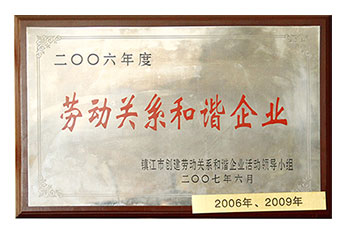 二〇〇六年度
劳动关系和谐企业
镇江市创建劳动关系和谐企业活动领导小组
二〇〇七年六月
2006年、2009年